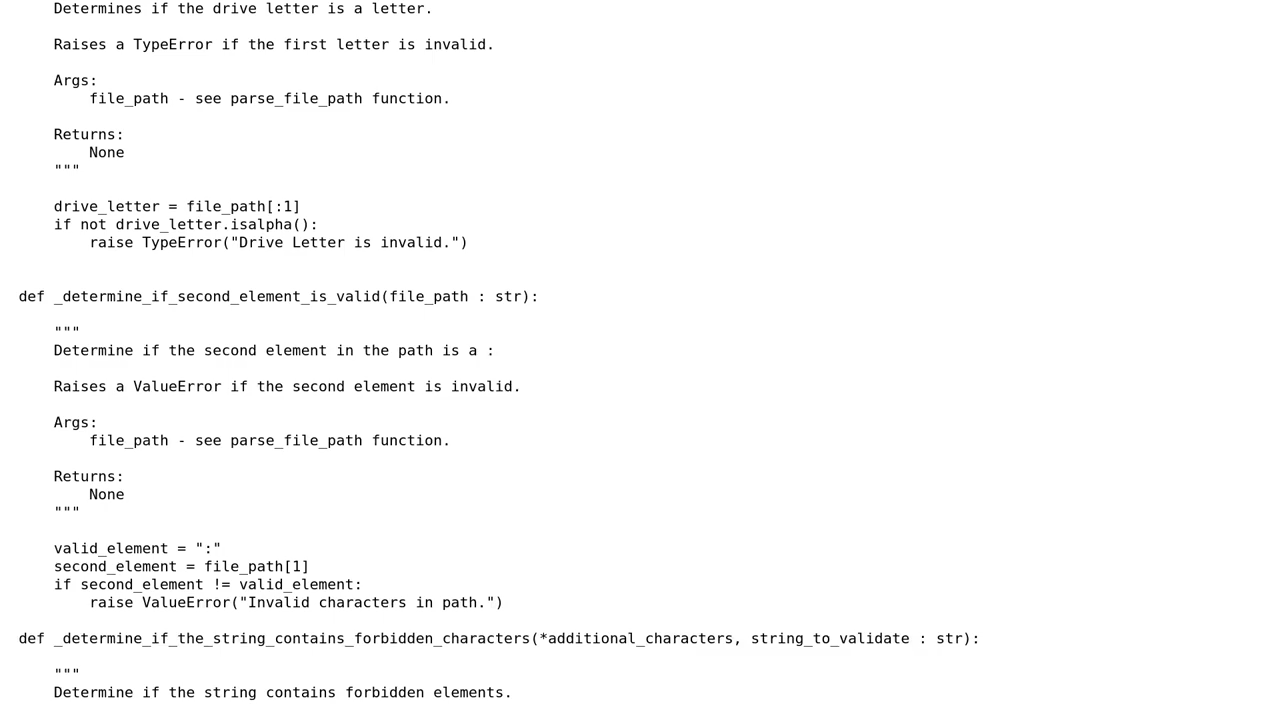 Determines if the drive letter is a letter.
Raises a TypeError if the first letter is invalid.
Args:
file_path - see parse_file_path function.
Returns:
None
"""
drive_letter = file_path[:1]
if not drive_letter.isalpha():
raise TypeError("Drive Letter is invalid.")
def _determine_if_second_element_is_valid(file_path : str):
"""
Determine if the second element in the path is a :
Raises a ValueError if the second element is invalid.
Args:
file_path - see parse_file_path function.
Returns:
None
"""
valid_element = ":"
second_element = file_path[1]
if second_element != valid_element:
raise ValueError("Invalid characters in path.")
def _determine_if_the_string_contains_forbidden_characters(*additional_characters, string_to_validate : str):
"""
Determine if the string contains forbidden elements.